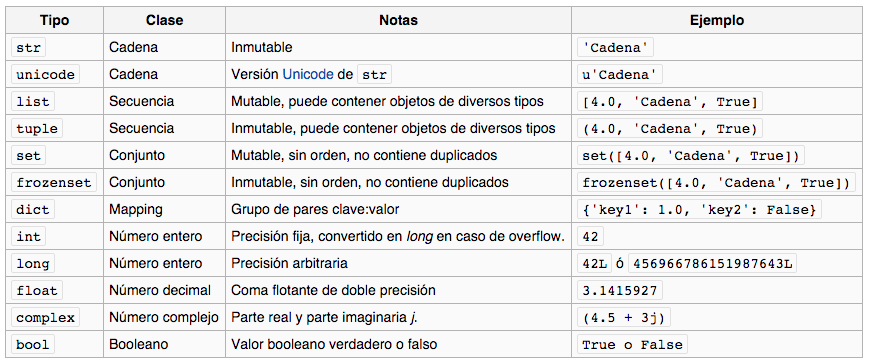 Tipo Clase Notas Ejemplo
str Cadena Inmutable 'Cadena'
unicode Cadena Versión Unicode de str u'Cadena'
list Secuencia Mutable, puede contener objetos de diversos tipos [4.0, 'Cadena', True]
tuple Secuencia Inmutable, puede contener objetos de diversos tipos (4.0, 'Cadena', True)
set Conjunto Mutable, sin orden, no contiene duplicados set([4.0, 'Cadena', True])
frozenset Conjunto Inmutable, sin orden, no contiene duplicados frozenset([4.0, 'Cadena', True])
dict Mapping Grupo de pares clave:valor {'key1': 1.0, 'key2': False}
int Número entero Precisión fija, convertido en long en caso de overflow. 42
long Número entero Precisión arbitraria 42L ó 456966786151987643L
float Número decimal Coma flotante de doble precisión 3.1415927
complex Número complejo Parte real y parte imaginaria j. (4.5 + 3j)
bool Booleano Valor booleano verdadero o falso True o False